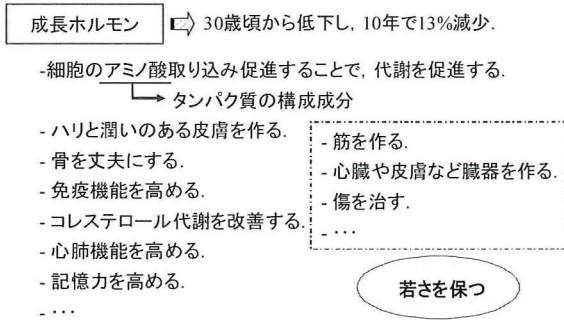 成長ホルモン ⇨ 30歳頃から低下し, 10年で13%減少.
-細胞のアミノ酸取り込み促進することで, 代謝を促進する.
タンパク質の構成成分
- ハリと潤いのある皮膚を作る.
- 骨を丈夫にする.
- 免疫機能を高める.
- コレステロール代謝を改善する.
- 心肺機能を高める.
- 記憶力を高める.
- ･･･
- 筋を作る.
- 心臓や皮膚など臓器を作る.
- 傷を治す.
- ･･･
若さを保つ